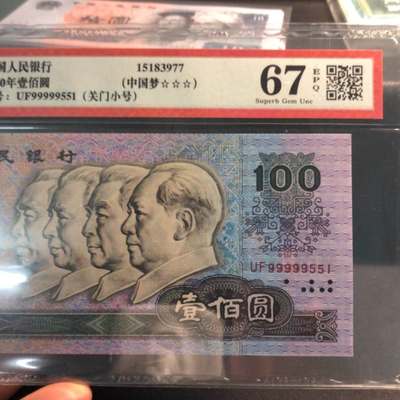 国人民银行 15183977
0年壹佰圆 (中国梦☆☆☆)
号: UF99999551 (关门小号)
67 EPQ
Superb Gem Unc
民银行
100
UF99999551
壹佰圆